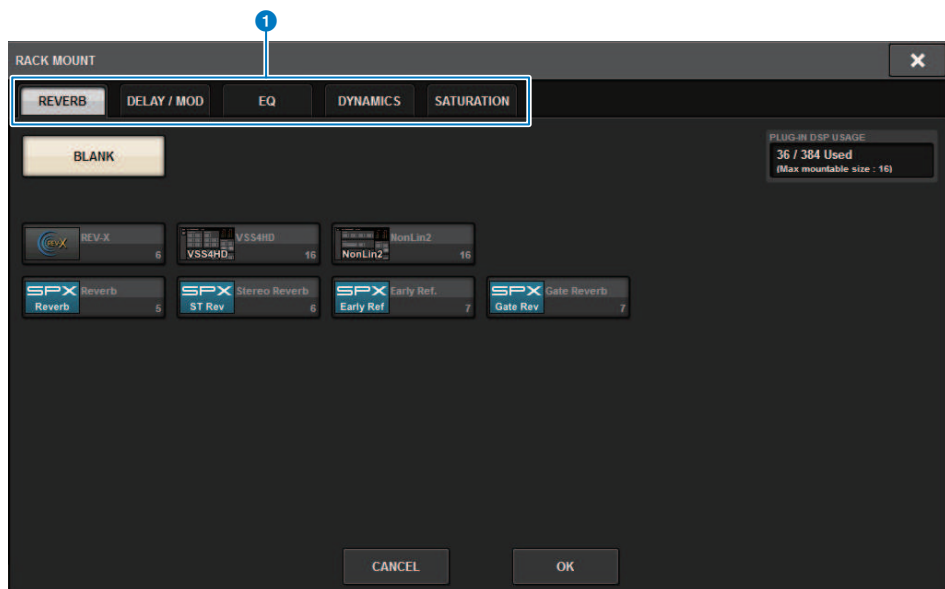 1
RACK MOUNT
REVERB DELAY / MOD EQ DYNAMICS SATURATION
BLANK
PLUG-IN DSP USAGE
36 / 384 Used
(Max mountable size : 16)
REV-X REV-X 6
VSS4HD VSS4HD 16
NonLin2 NonLin2 16
SPX Reverb Reverb 5
SPX ST Rev Stereo Reverb 6
SPX Early Ref Early Ref. 7
SPX Gate Rev Gate Reverb 7
CANCEL OK